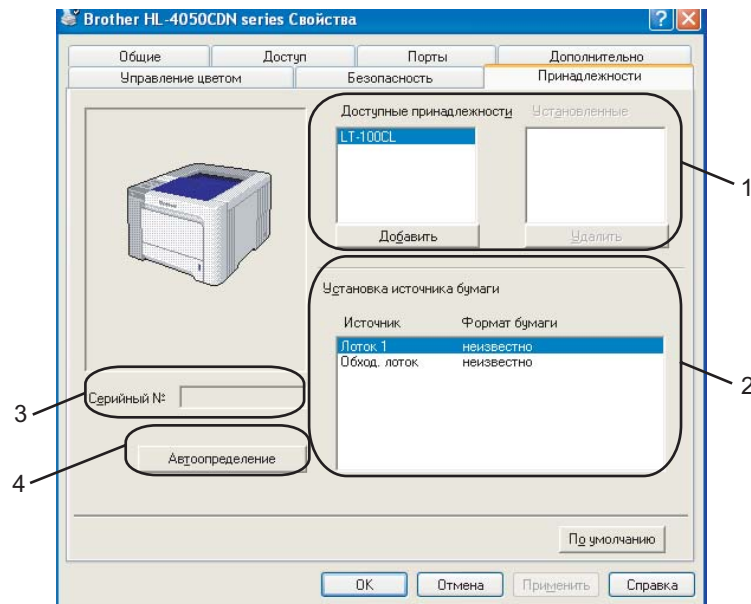 Brother HL-4050CDN series Свойства
Общие Доступ Порты Дополнительно
Управление цветом Безопасность Принадлежности
Доступные принадлежности Установленные
LT-100CL
1
Добавить Удалить
Установка источника бумаги
Источник Формат бумаги
Лоток 1 неизвестно
Обход. лоток неизвестно
2
3
Серийный №
4
Автоопределение
По умолчанию
OK Отмена Применить Справка